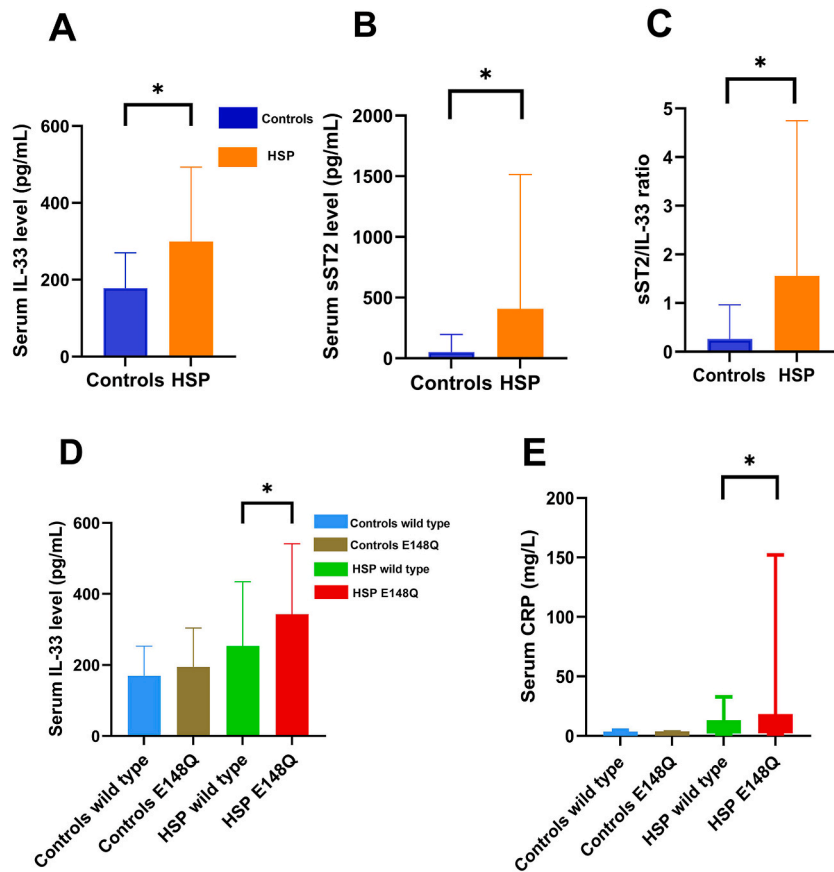 A
*
Serum IL-33 level (pg/mL)
600
400
200
0
Controls HSP
Controls
HSP
B
*
Serum sST2 level (pg/mL)
2000
1500
1000
500
0
Controls HSP
C
*
sST2/IL-33 ratio
5
4
3
2
1
0
Controls HSP
D
*
Serum IL-33 level (pg/mL)
600
400
200
0
Controls wild type
Controls E148Q
HSP wild type
HSP E148Q
Controls wild type
Controls E148Q
HSP wild type
HSP E148Q
E
*
Serum CRP (mg/L)
200
150
100
50
0
Controls wild type
Controls E148Q
HSP wild type
HSP E148Q